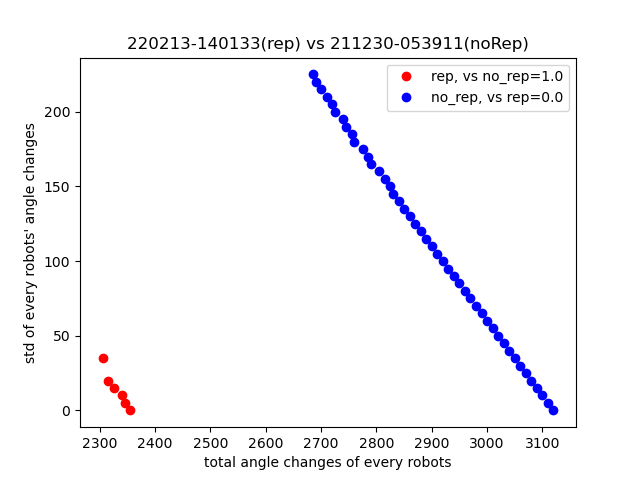 220213-140133(rep) vs 211230-053911(noRep)
rep, vs no_rep=1.0
no_rep, vs rep=0.0
std of every robots' angle changes
200
150
100
50
0
2300 2400 2500 2600 2700 2800 2900 3000 3100
total angle changes of every robots